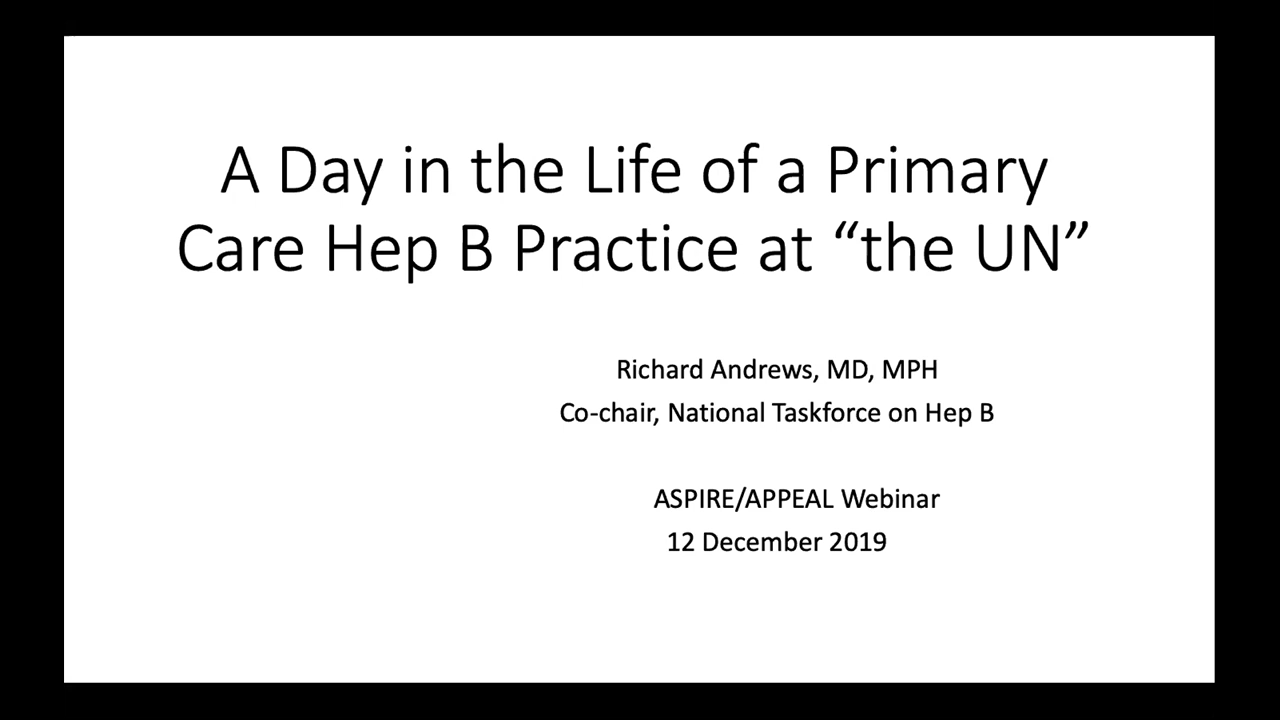 A Day in the Life of a Primary
Care Hep B Practice at “the UN”
Richard Andrews, MD, MPH
Co-chair, National Taskforce on Hep B
ASPIRE/APPEAL Webinar
12 December 2019